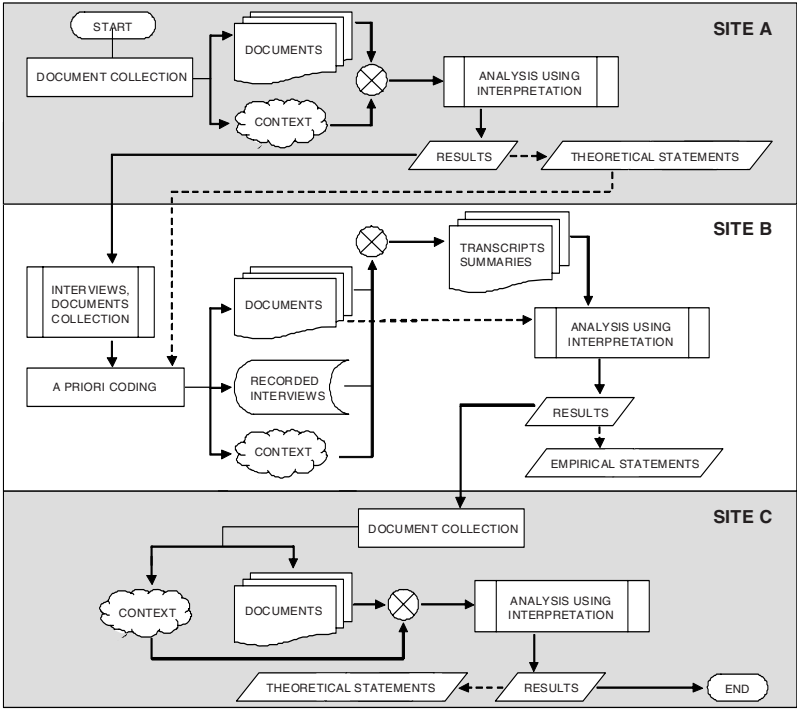 START
SITE A
DOCUMENT COLLECTION
DOCUMENTS
CONTEXT
ANALYSIS USING
INTERPRETATION
RESULTS
THEORETICAL STATEMENTS
SITE B
TRANSCRIPTS
SUMMARIES
INTERVIEWS,
DOCUMENTS
COLLECTION
DOCUMENTS
ANALYSIS USING
INTERPRETATION
A PRIORI CODING
RECORDED
INTERVIEWS
CONTEXT
RESULTS
EMPIRICAL STATEMENTS
SITE C
DOCUMENT COLLECTION
CONTEXT
DOCUMENTS
ANALYSIS USING
INTERPRETATION
THEORETICAL STATEMENTS
RESULTS
END